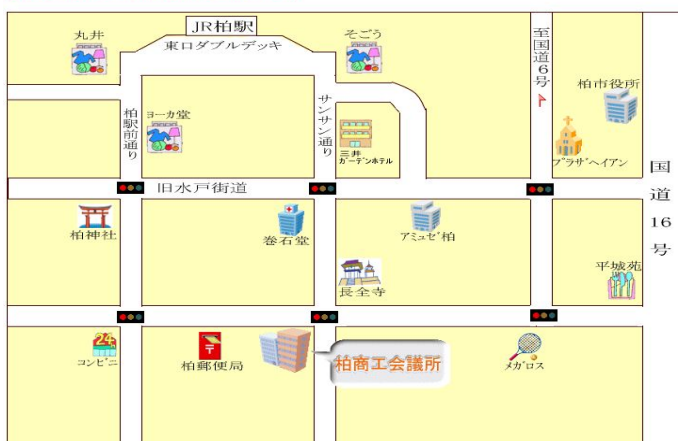 JR柏駅
東口ダブルデッキ
丸井
そごう
至国道6号
柏市役所
柏駅前通り
ヨーカ堂
サンサン通り
三井
ガーデンホテル
プラザヘイアン
国道16号
旧水戸街道
柏神社
巻石堂
アミュゼ柏
長全寺
平城苑
24
コンビニ
〒
柏郵便局
柏商工会議所
メガロス